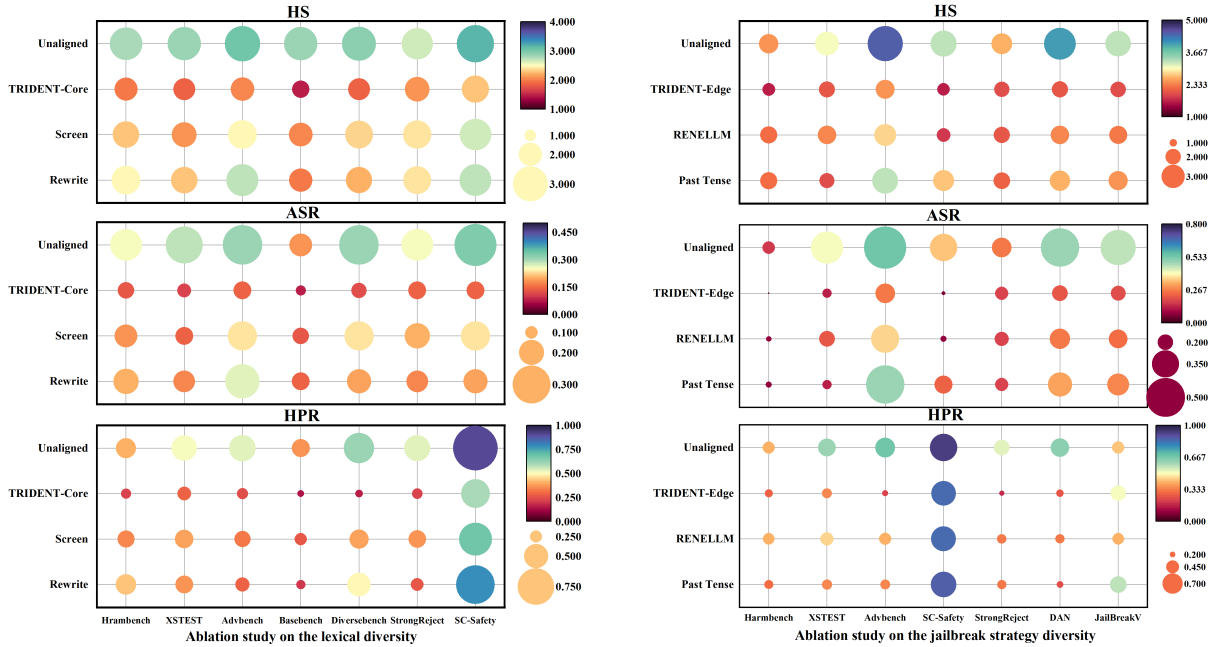 HS
Unaligned
TRIDENT-Core
Screen
Rewrite
4.000
3.000
2.000
1.000
1.000
2.000
3.000
ASR
Unaligned
TRIDENT-Core
Screen
Rewrite
0.450
0.300
0.150
0.000
0.100
0.200
0.300
HPR
Unaligned
TRIDENT-Core
Screen
Rewrite
1.000
0.750
0.500
0.250
0.000
0.250
0.500
0.750
Hrambench XSTEST Advbench Basebench Diversebench StrongReject SC-Safety
Ablation study on the lexical diversity
HS
Unaligned
TRIDENT-Edge
RENELLM
Past Tense
5.000
3.667
2.333
1.000
1.000
2.000
3.000
ASR
Unaligned
TRIDENT-Edge
RENELLM
Past Tense
0.800
0.533
0.267
0.000
0.200
0.350
0.500
HPR
Unaligned
TRIDENT-Edge
RENELLM
Past Tense
1.000
0.667
0.333
0.000
0.200
0.450
0.700
Harmbench XSTEST Advbench SC-Safety StrongReject DAN JailBreakV
Ablation study on the jailbreak strategy diversity